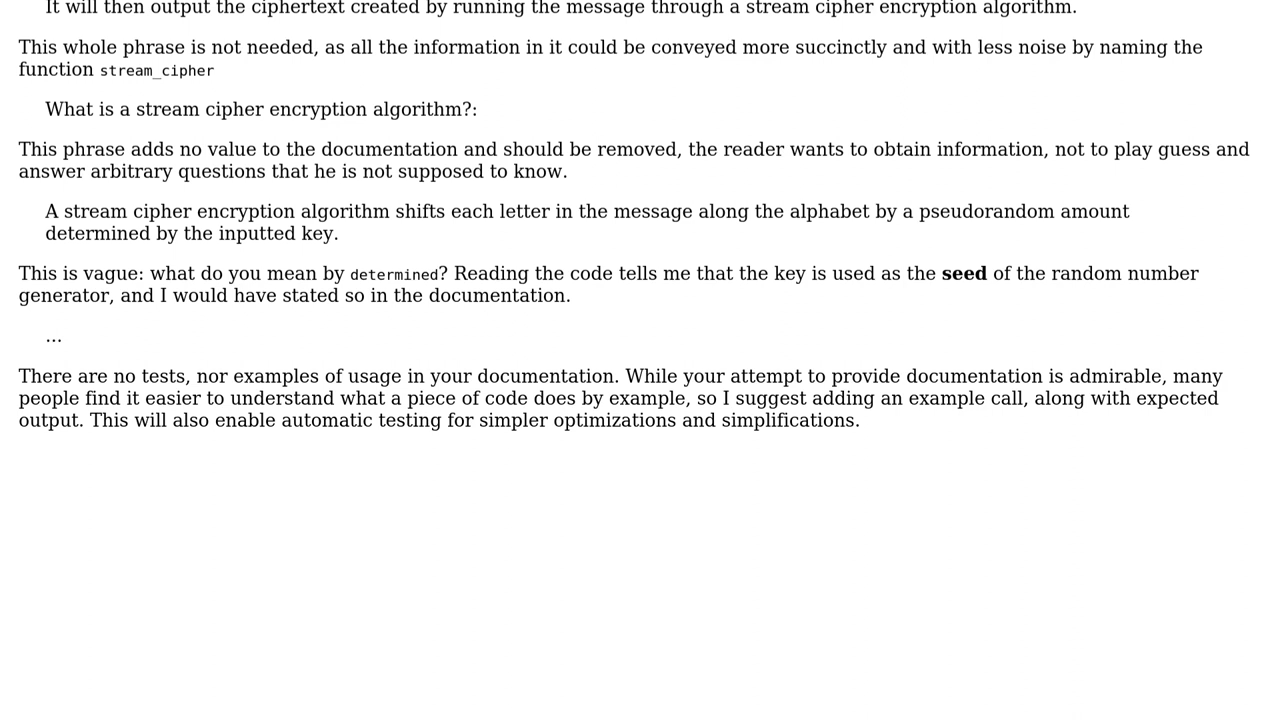 It will then output the ciphertext created by running the message through a stream cipher encryption algorithm.
This whole phrase is not needed, as all the information in it could be conveyed more succinctly and with less noise by naming the
function stream_cipher
What is a stream cipher encryption algorithm?:
This phrase adds no value to the documentation and should be removed, the reader wants to obtain information, not to play guess and
answer arbitrary questions that he is not supposed to know.
A stream cipher encryption algorithm shifts each letter in the message along the alphabet by a pseudorandom amount
determined by the inputted key.
This is vague: what do you mean by determined? Reading the code tells me that the key is used as the seed of the random number
generator, and I would have stated so in the documentation.
...
There are no tests, nor examples of usage in your documentation. While your attempt to provide documentation is admirable, many
people find it easier to understand what a piece of code does by example, so I suggest adding an example call, along with expected
output. This will also enable automatic testing for simpler optimizations and simplifications.